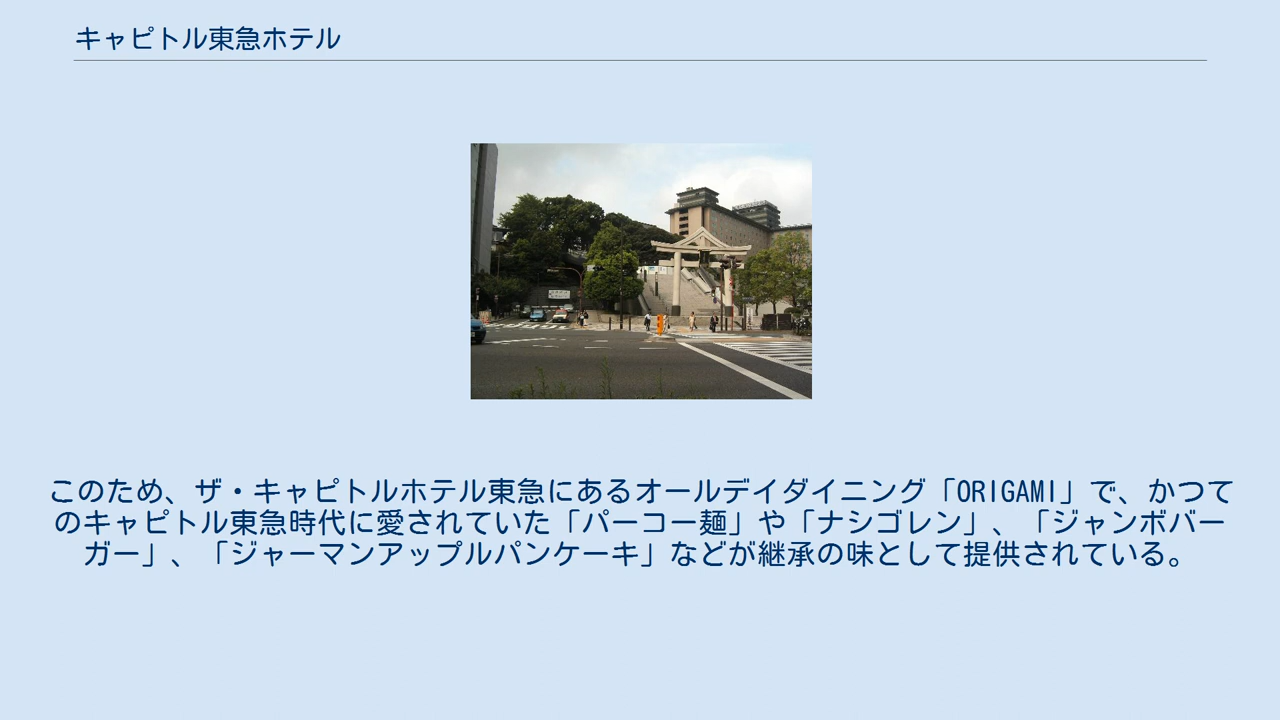 キャピトル東急ホテル
このため、ザ・キャピトルホテル東急にあるオールデイダイニング「ORIGAMI」で、かつて
のキャピトル東急時代に愛されていた「パーコー麺」や「ナシゴレン」、「ジャンボバー
ガー」、「ジャーマンアップルパンケーキ」などが継承の味として提供されている。